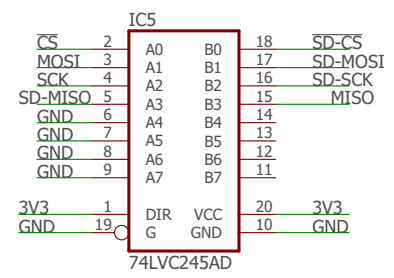 IC5
CS 2 A0 B0 18 SD-CS
MOSI 3 A1 B1 17 SD-MOSI
SCK 4 A2 B2 16 SD-SCK
SD-MISO 5 A3 B3 15 MISO
GND 6 A4 B4 14
GND 7 A5 B5 13
GND 8 A6 B6 12
GND 9 A7 B7 11
3V3 1 DIR VCC 20 3V3
GND 19 G GND 10 GND
74LVC245AD